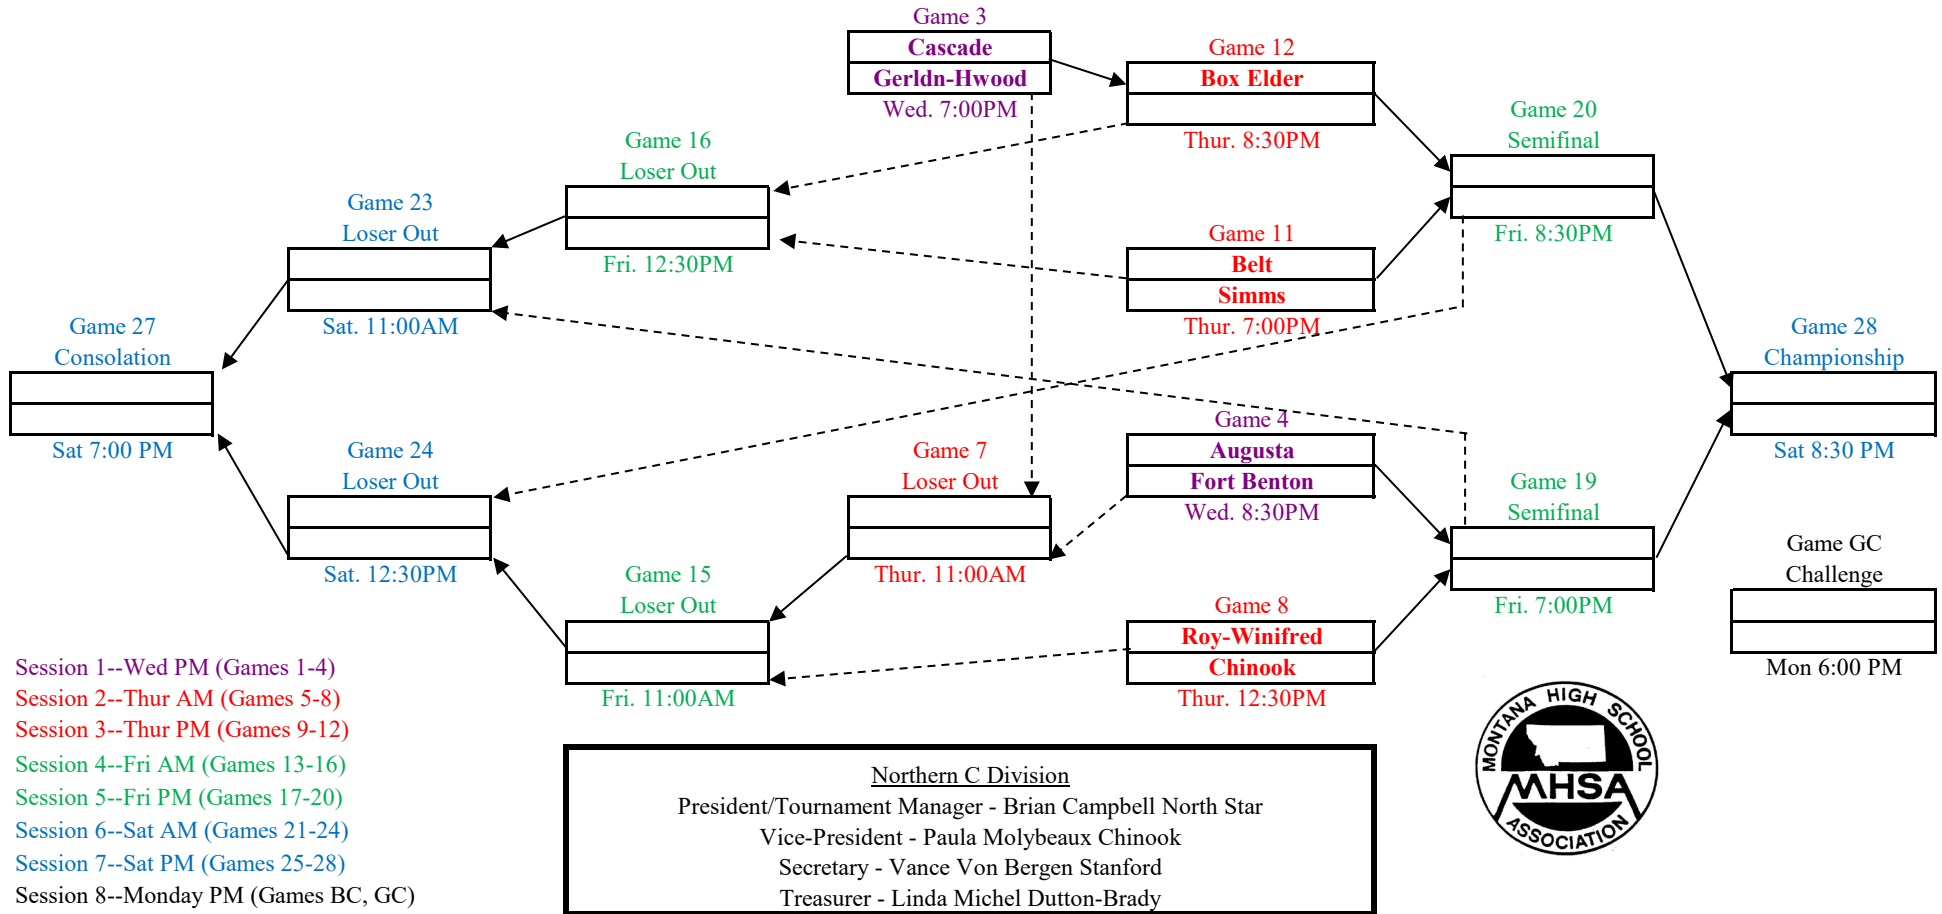 Game 3
Cascade
Gerldn-Hwood
Wed. 7:00PM
Game 12
Box Elder
Thur. 8:30PM
Game 20
Semifinal
Fri. 8:30PM
Game 16
Loser Out
Fri. 12:30PM
Game 23
Loser Out
Sat. 11:00AM
Game 11
Belt
Simms
Thur. 7:00PM
Game 27
Consolation
Sat 7:00 PM
Game 28
Championship
Sat 8:30 PM
Game 24
Loser Out
Sat. 12:30PM
Game 7
Loser Out
Thur. 11:00AM
Game 4
Augusta
Fort Benton
Wed. 8:30PM
Game 19
Semifinal
Fri. 7:00PM
Game 15
Loser Out
Fri. 11:00AM
Game 8
Roy-Winifred
Chinook
Thur. 12:30PM
Game GC
Challenge
Mon 6:00 PM
Session 1--Wed PM (Games 1-4)
Session 2--Thur AM (Games 5-8)
Session 3--Thur PM (Games 9-12)
Session 4--Fri AM (Games 13-16)
Session 5--Fri PM (Games 17-20)
Session 6--Sat AM (Games 21-24)
Session 7--Sat PM (Games 25-28)
Session 8--Monday PM (Games BC, GC)
Northern C Division
President/Tournament Manager - Brian Campbell North Star
Vice-President - Paula Molybeaux Chinook
Secretary - Vance Von Bergen Stanford
Treasurer - Linda Michel Dutton-Brady
MONTANA HIGH SCHOOL
MHSA
ASSOCIATION